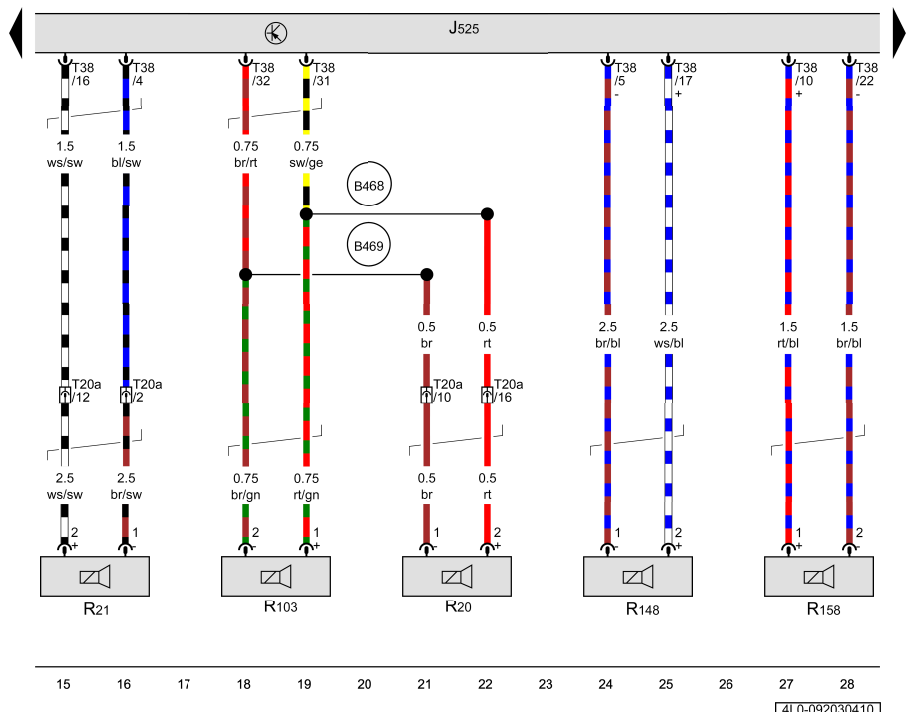 J525
T38 T38 T38 T38 T38 T38 T38 T38
/16 /4 /32 /31 /5 /17 /10 /22
- + + -
1.5 1.5 0.75 0.75
ws/sw bl/sw br/rt sw/ge
B468
B469
0.5 0.5 2.5 2.5 1.5 1.5
br rt br/bl ws/bl rt/bl br/bl
T20a T20a T20a T20a
/12 /2 /10 /16
2.5 2.5 0.75 0.75 0.5 0.5
ws/sw br/sw br/gn rt/gn br rt
2 1 2 1 1 2 1 2 1 2
+ - - + - + - + + -
R21 R103 R20 R148 R158
15 16 17 18 19 20 21 22 23 24 25 26 27 28
4L0-092030410